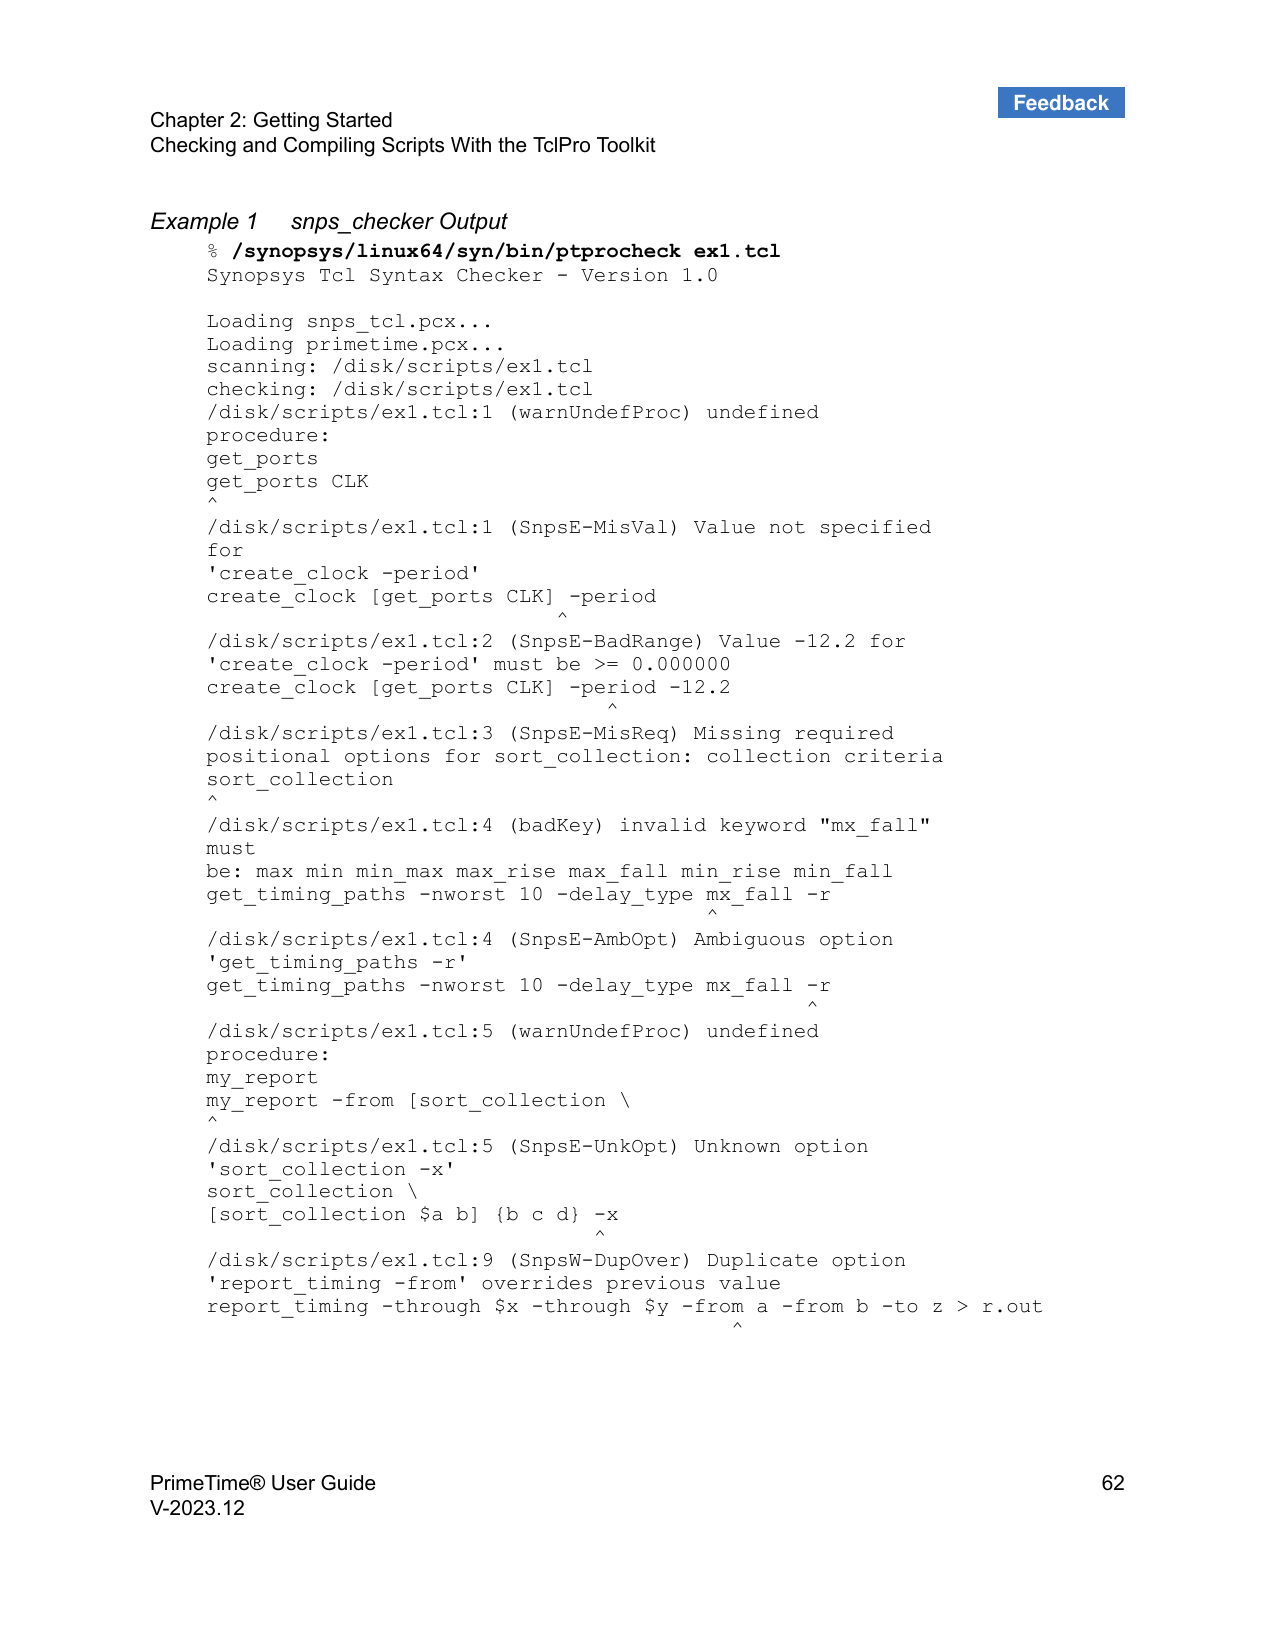 Feedback
Chapter 2: Getting Started
Checking and Compiling Scripts With the TclPro Toolkit
Example 1 snps_checker Output
% /synopsys/linux64/syn/bin/ptprocheck ex1.tcl
Synopsys Tcl Syntax Checker - Version 1.0
Loading snps_tcl.pcx...
Loading primetime.pcx...
scanning: /disk/scripts/ex1.tcl
checking: /disk/scripts/ex1.tcl
/disk/scripts/ex1.tcl:1 (warnUndefProc) undefined
procedure:
get_ports
get_ports CLK
^
/disk/scripts/ex1.tcl:1 (SnpsE-MisVal) Value not specified
for
'create_clock -period'
create_clock [get_ports CLK] -period
^
/disk/scripts/ex1.tcl:2 (SnpsE-BadRange) Value -12.2 for
'create_clock -period' must be >= 0.000000
create_clock [get_ports CLK] -period -12.2
^
/disk/scripts/ex1.tcl:3 (SnpsE-MisReq) Missing required
positional options for sort_collection: collection criteria
sort_collection
^
/disk/scripts/ex1.tcl:4 (badKey) invalid keyword "mx_fall"
must
be: max min min_max max_rise max_fall min_rise min_fall
get_timing_paths -nworst 10 -delay_type mx_fall -r
^
/disk/scripts/ex1.tcl:4 (SnpsE-AmbOpt) Ambiguous option
'get_timing_paths -r'
get_timing_paths -nworst 10 -delay_type mx_fall -r
^
/disk/scripts/ex1.tcl:5 (warnUndefProc) undefined
procedure:
my_report
my_report -from [sort_collection \
^
/disk/scripts/ex1.tcl:5 (SnpsE-UnkOpt) Unknown option
'sort_collection -x'
sort_collection \
[sort_collection $a b] {b c d} -x
^
/disk/scripts/ex1.tcl:9 (SnpsW-DupOver) Duplicate option
'report_timing -from' overrides previous value
report_timing -through $x -through $y -from a -from b -to z > r.out
^
PrimeTime® User Guide 62
V-2023.12